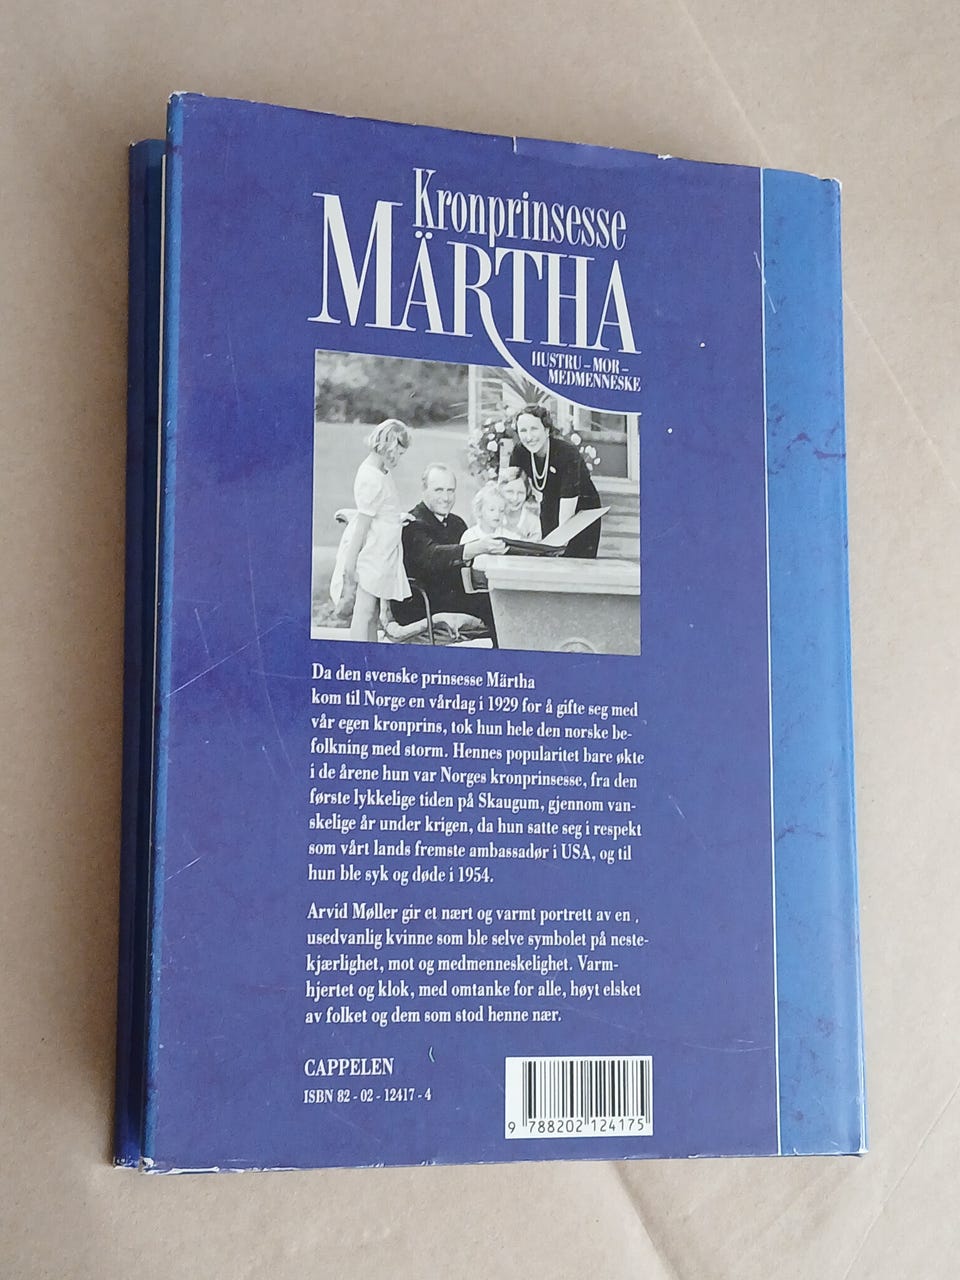 Kronprinsesse
MÄRTHA
HUSTRU – MOR –
MEDMENNESKE
Da den svenske prinsesse Märtha
kom til Norge en vårdag i 1929 for å gifte seg med
vår egen kronprins, tok hun hele den norske be-
folkning med storm. Hennes popularitet bare økte
i de årene hun var Norges kronprinsesse, fra den
første lykkelige tiden på Skaugum, gjennom van-
skelige år under krigen, da hun satte seg i respekt
som vårt lands fremste ambassadør i USA, og til
hun ble syk og døde i 1954.
Arvid Møller gir et nært og varmt portrett av en
usedvanlig kvinne som ble selve symbolet på neste-
kjærlighet, mot og medmenneskelighet. Varm-
hjertet og klok, med omtanke for alle, høyt elsket
av folket og dem som stod henne nær.
CAPPELEN
ISBN 82 - 02 - 12417 - 4
9 788202 124175